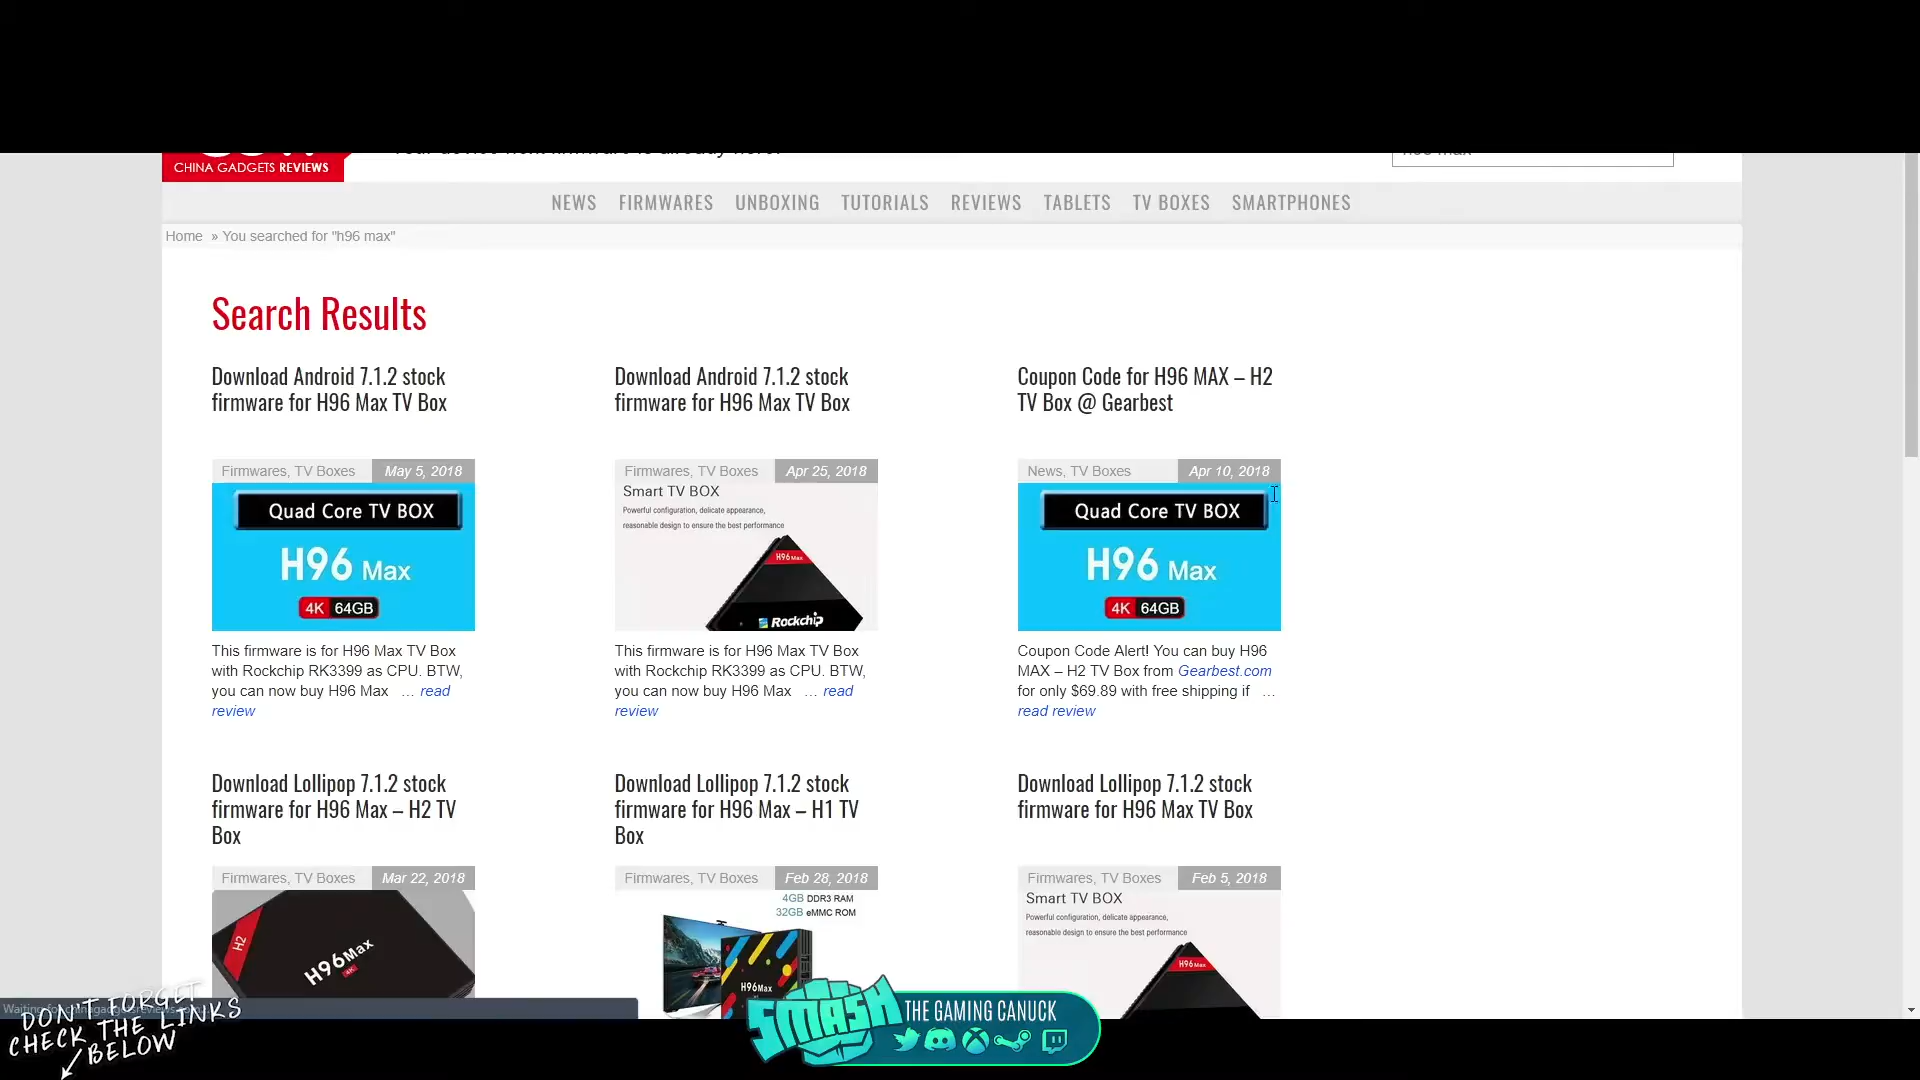 CHINA GADGETS REVIEWS
NEWS FIRMWARES UNBOXING TUTORIALS REVIEWS TABLETS TV BOXES SMARTPHONES
Home » You searched for "h96 max"
Search Results
Download Android 7.1.2 stock
firmware for H96 Max TV Box
Firmwares, TV Boxes May 5, 2018
Quad Core TV BOX
H96 Max
4K 64GB
This firmware is for H96 Max TV Box
with Rockchip RK3399 as CPU. BTW,
you can now buy H96 Max ... read
review
Download Android 7.1.2 stock
firmware for H96 Max TV Box
Firmwares, TV Boxes Apr 25, 2018
Smart TV BOX
Powerful configuration, delicate appearance,
reasonable design to ensure the best performance
H96 Max
Rockchip
This firmware is for H96 Max TV Box
with Rockchip RK3399 as CPU. BTW,
you can now buy H96 Max ... read
review
Coupon Code for H96 MAX – H2
TV Box @ Gearbest
News, TV Boxes Apr 10, 2018
Quad Core TV BOX
H96 Max
4K 64GB
Coupon Code Alert! You can buy H96
MAX – H2 TV Box from Gearbest.com
for only $69.89 with free shipping if ...
read review
Download Lollipop 7.1.2 stock
firmware for H96 Max – H2 TV
Box
Firmwares, TV Boxes Mar 22, 2018
H2
H96Max
4K
Download Lollipop 7.1.2 stock
firmware for H96 Max – H1 TV
Box
Firmwares, TV Boxes Feb 28, 2018
4GB DDR3 RAM
32GB eMMC ROM
H96Max
Download Lollipop 7.1.2 stock
firmware for H96 Max TV Box
Firmwares, TV Boxes Feb 5, 2018
Smart TV BOX
Powerful configuration, delicate appearance,
reasonable design to ensure the best performance
H96 Max
DON'T FORGET
CHECK THE LINKS
BELOW
SMASH
THE GAMING CANUCK